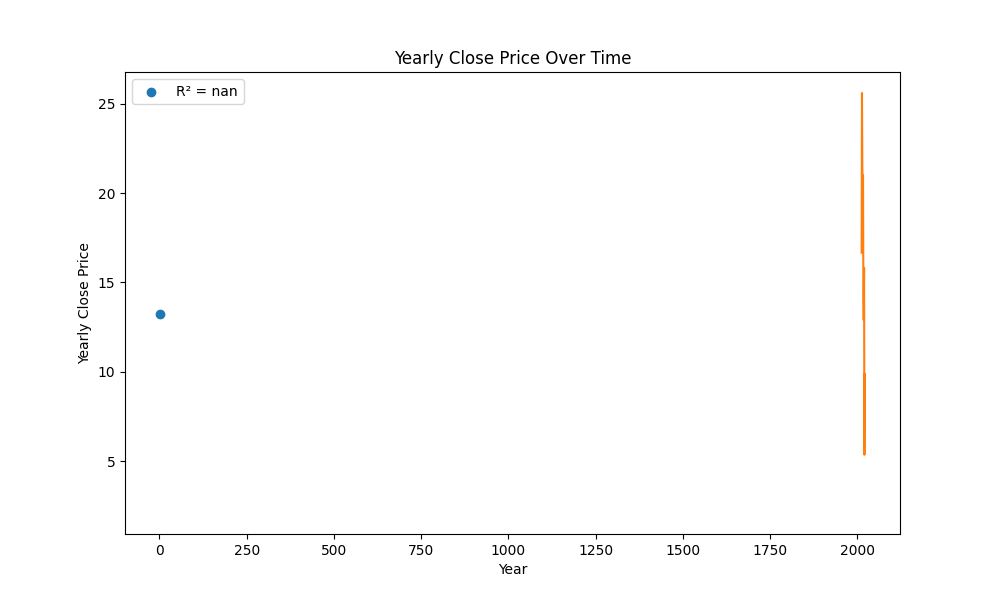 Yearly Close Price Over Time
R² = nan
25
20
15
10
5
Yearly Close Price
0 250 500 750 1000 1250 1500 1750 2000
Year